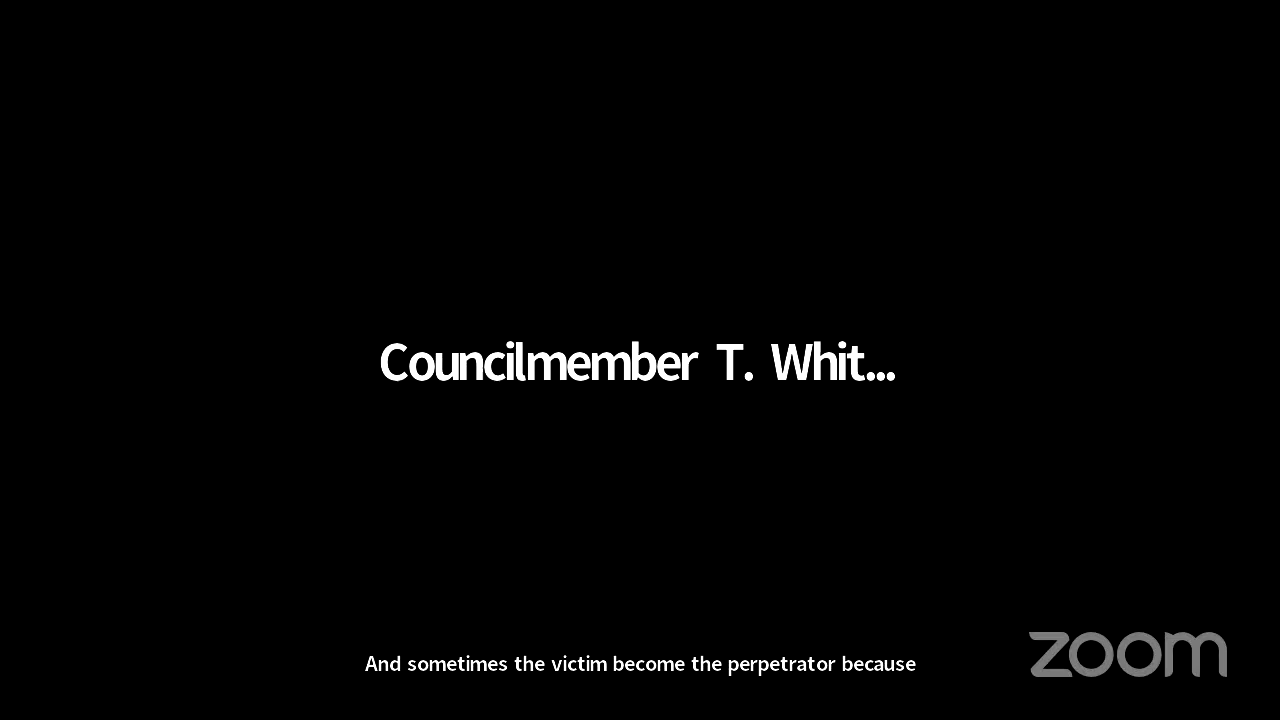 Councilmember T. Whit...
And sometimes the victim become the perpetrator because
zoom